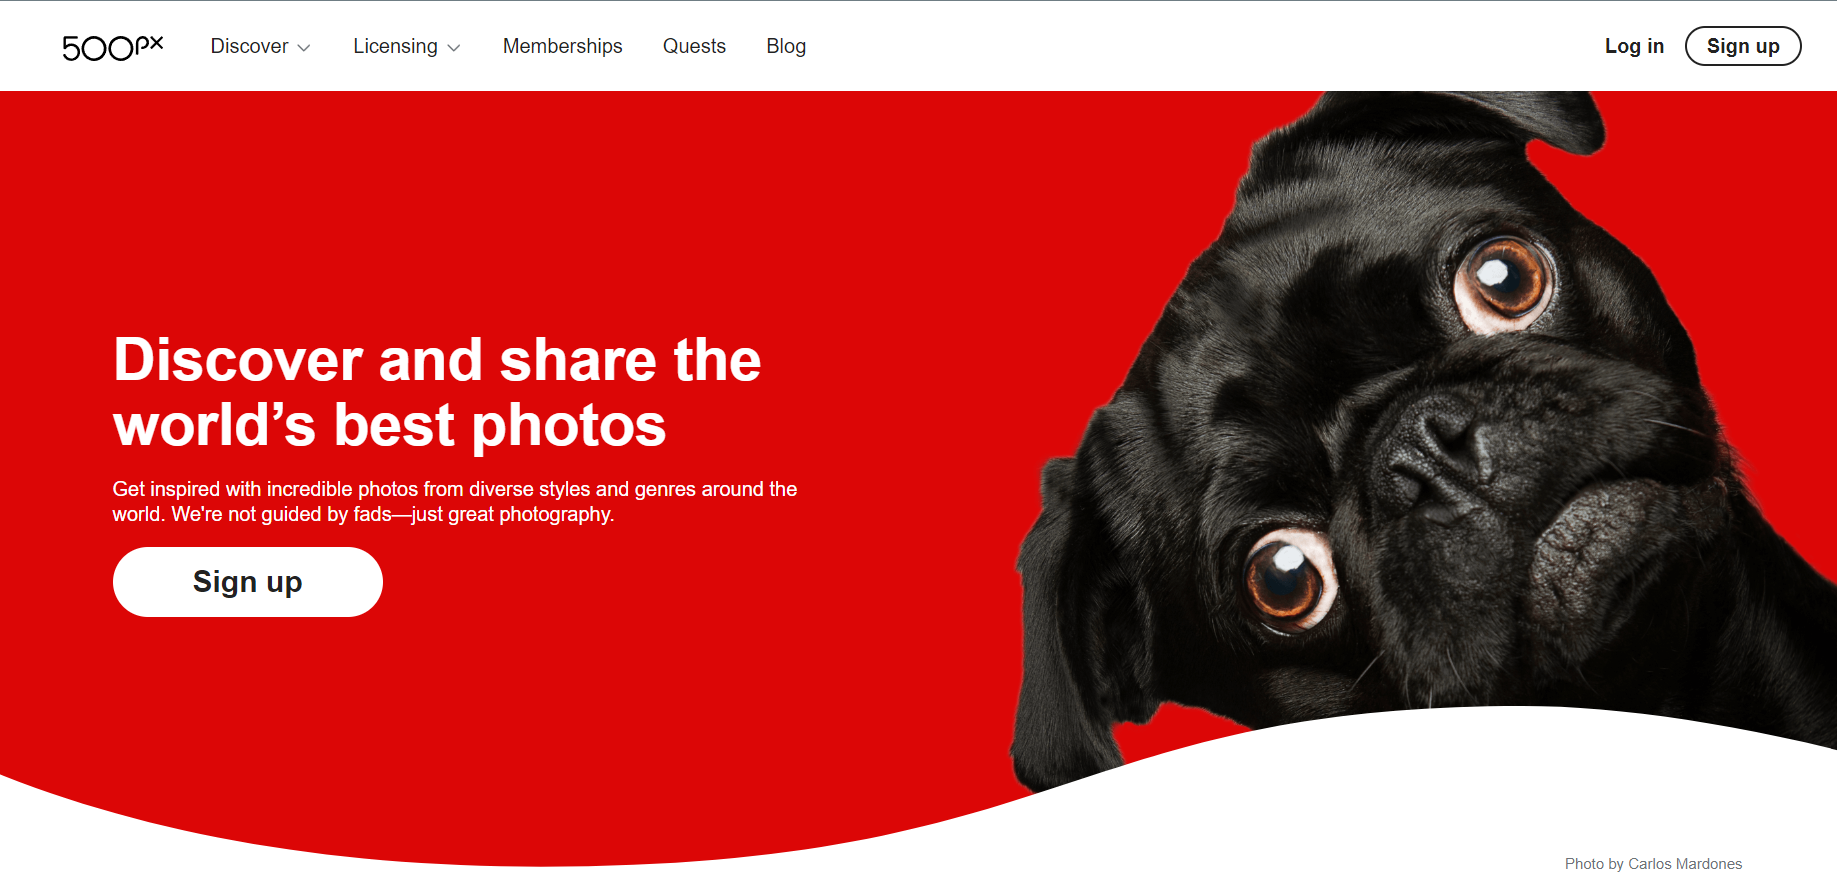 500px
Discover
Licensing
Memberships
Quests
Blog
Log in
Sign up
Discover and share the
world’s best photos
Get inspired with incredible photos from diverse styles and genres around the
world. We're not guided by fads—just great photography.
Sign up
Photo by Carlos Mardones